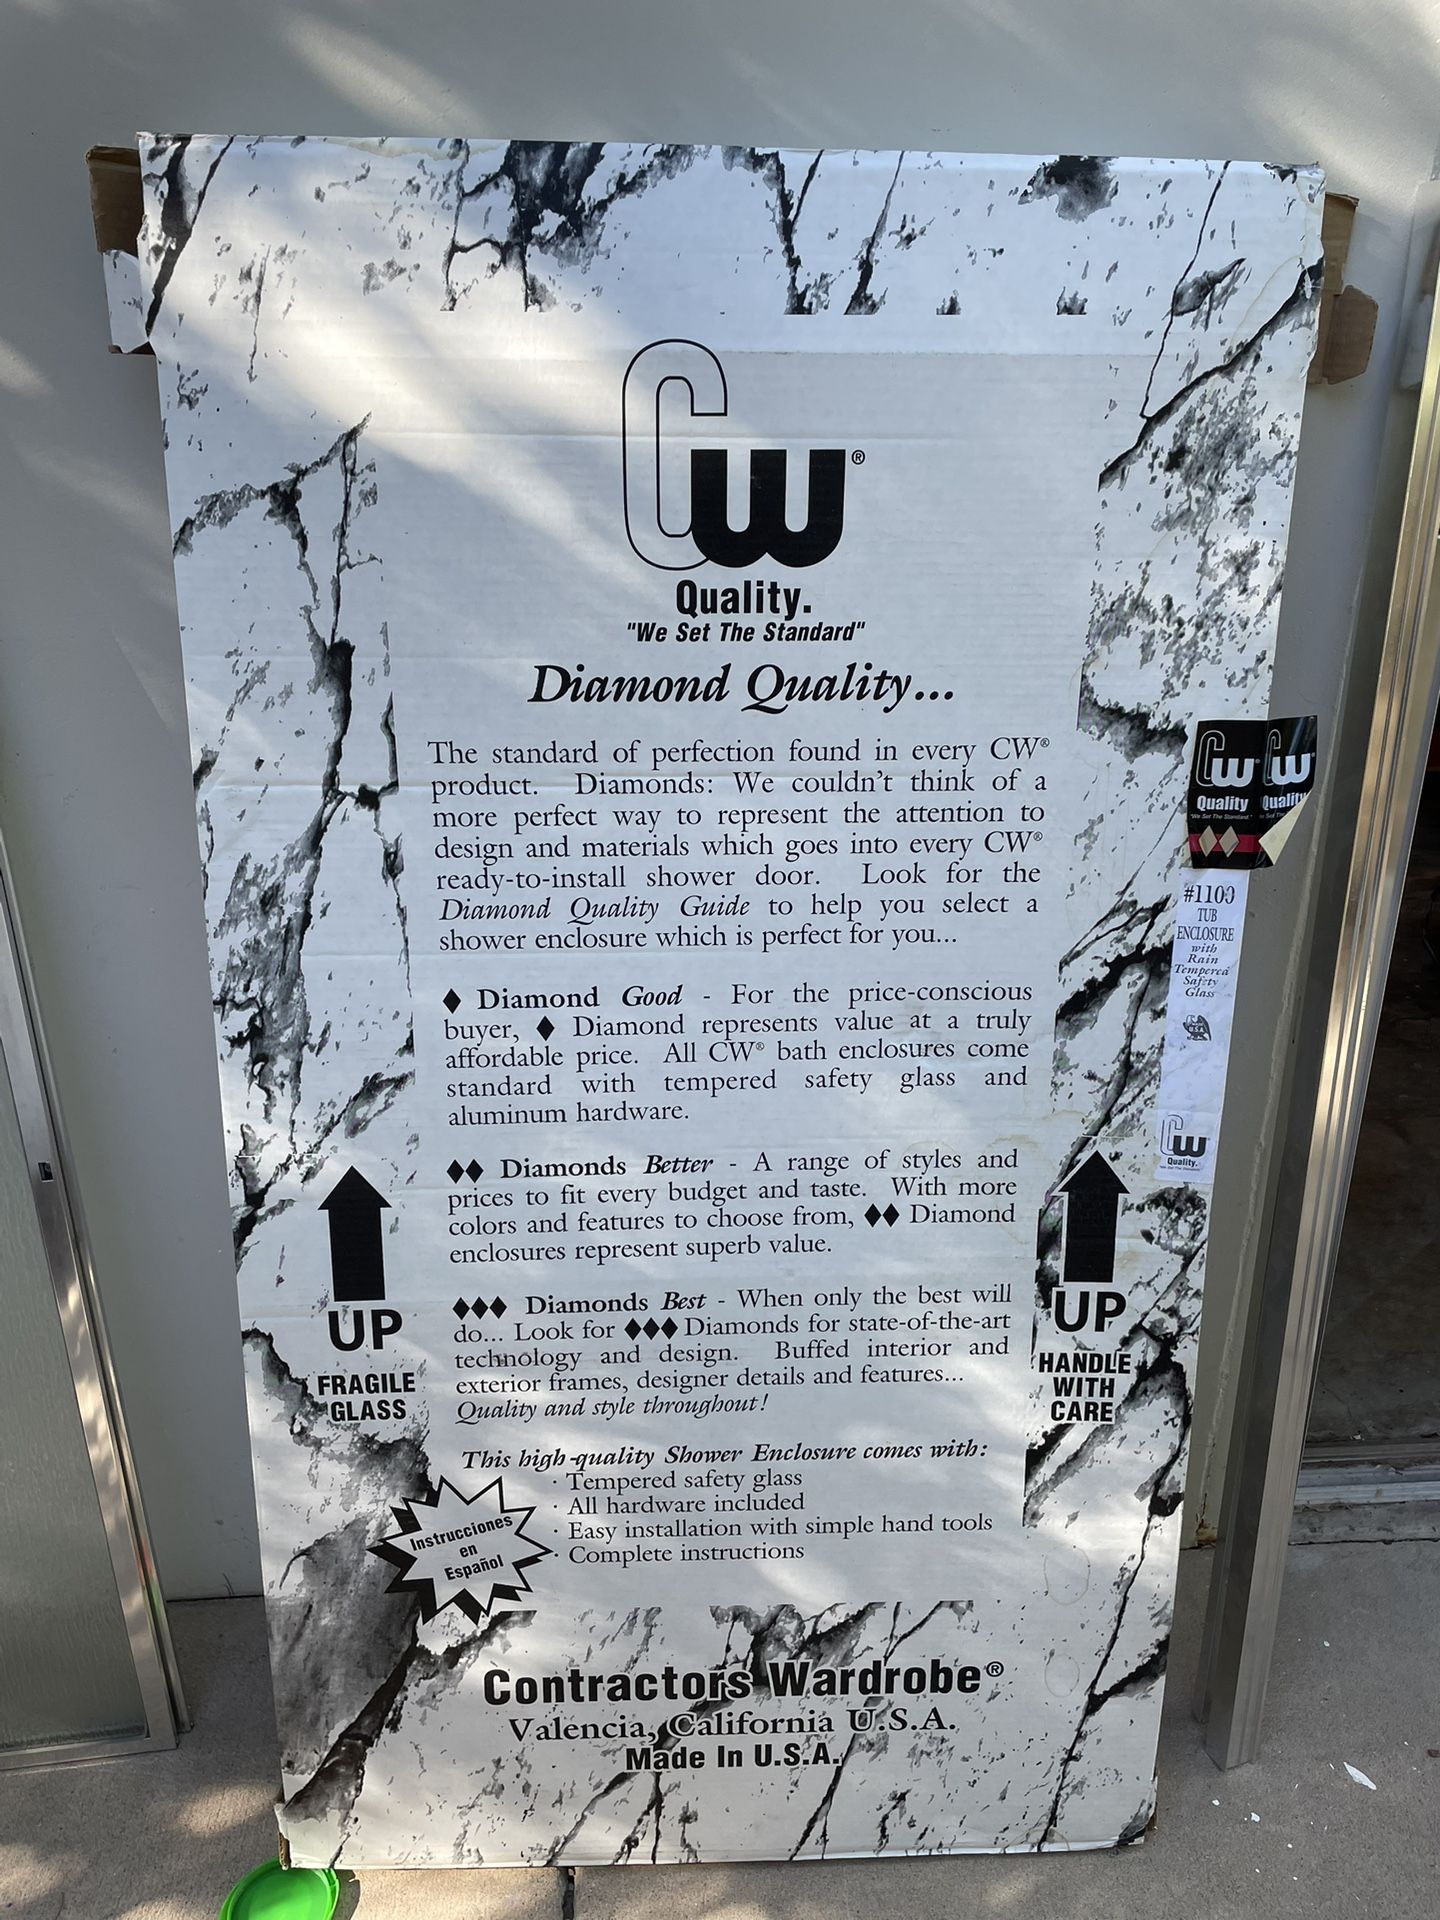 CW®
Quality.
"We Set The Standard"
Diamond Quality...
The standard of perfection found in every CW®
product. Diamonds: We couldn't think of a
more perfect way to represent the attention to
design and materials which goes into every CW®
ready-to-install shower door. Look for the
Diamond Quality Guide to help you select a
shower enclosure which is perfect for you...
♦ Diamond Good - For the price-conscious
buyer, ♦ Diamond represents value at a truly
affordable price. All CW® bath enclosures come
standard with tempered safety glass and
aluminum hardware.
♦♦ Diamonds Better - A range of styles and
prices to fit every budget and taste. With more
colors and features to choose from, ♦♦ Diamond
enclosures represent superb value.
♦♦♦ Diamonds Best - When only the best will
do... Look for ♦♦♦ Diamonds for state-of-the-art
technology and design. Buffed interior and
exterior frames, designer details and features...
Quality and style throughout!
This high-quality Shower Enclosure comes with:
· Tempered safety glass
· All hardware included
· Easy installation with simple hand tools
· Complete instructions
Instrucciones
en
Español
UP
FRAGILE
GLASS
UP
HANDLE
WITH
CARE
Contractors Wardrobe®
Valencia, California U.S.A.
Made In U.S.A.
CW
Quality
"We Set The Standard."
CW
Quality
#1100
TUB
ENCLOSURE
with
Rain
Tempered
Safety
Glass
U.S.A.
CW
Quality.